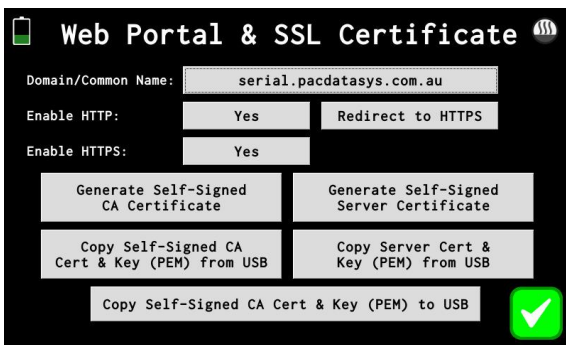 Web Portal & SSL Certificate
Domain/Common Name: serial.pacdatasys.com.au
Enable HTTP: Yes Redirect to HTTPS
Enable HTTPS: Yes
Generate Self-Signed
CA Certificate
Generate Self-Signed
Server Certificate
Copy Self-Signed CA
Cert & Key (PEM) from USB
Copy Server Cert &
Key (PEM) from USB
Copy Self-Signed CA Cert & Key (PEM) to USB